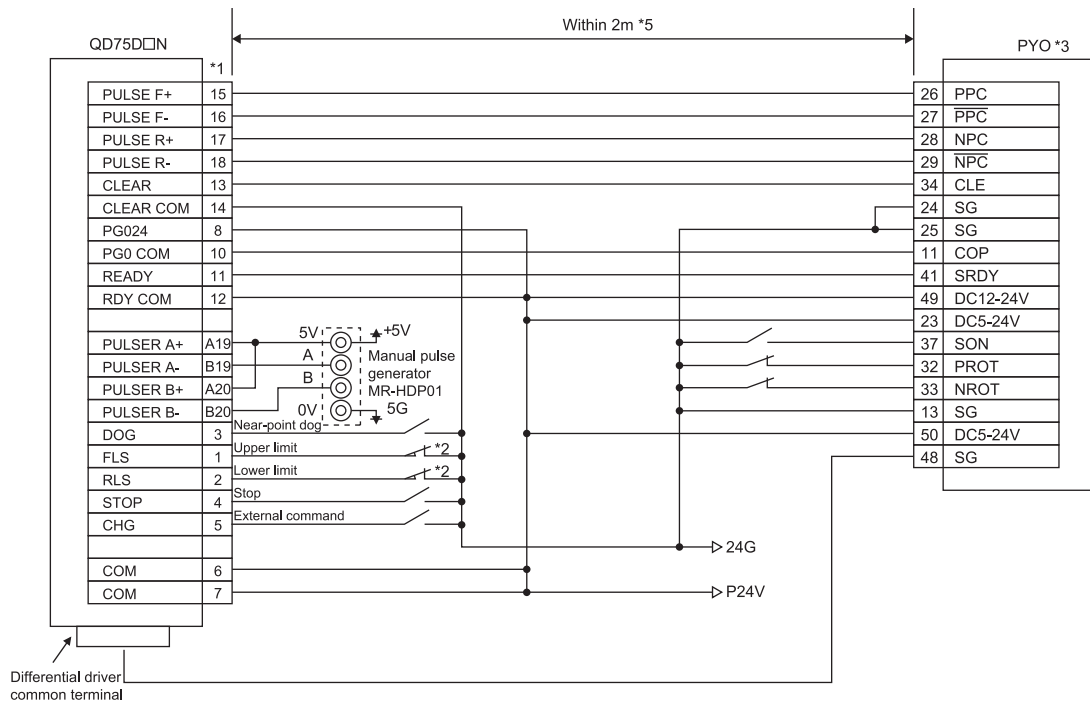 Within 2m *5
QD75D□N
PYO *3
*1
PULSE F+ 15 26 PPC
PULSE F- 16 27 P̅P̅C̅
PULSE R+ 17 28 NPC
PULSE R- 18 29 N̅P̅C̅
CLEAR 13 34 CLE
CLEAR COM 14 24 SG
PG024 8 25 SG
PG0 COM 10 11 COP
READY 11 41 SRDY
RDY COM 12 49 DC12-24V
23 DC5-24V
PULSER A+ A19 5V +5V 37 SON
PULSER A- B19 A Manual pulse 32 PROT
PULSER B+ A20 B generator 33 NROT
MR-HDP01
PULSER B- B20 0V 5G 13 SG
DOG 3 Near-point dog 50 DC5-24V
FLS 1 Upper limit *2 48 SG
RLS 2 Lower limit *2
STOP 4 Stop
CHG 5 External command
24G
COM 6
COM 7 P24V
Differential driver
common terminal